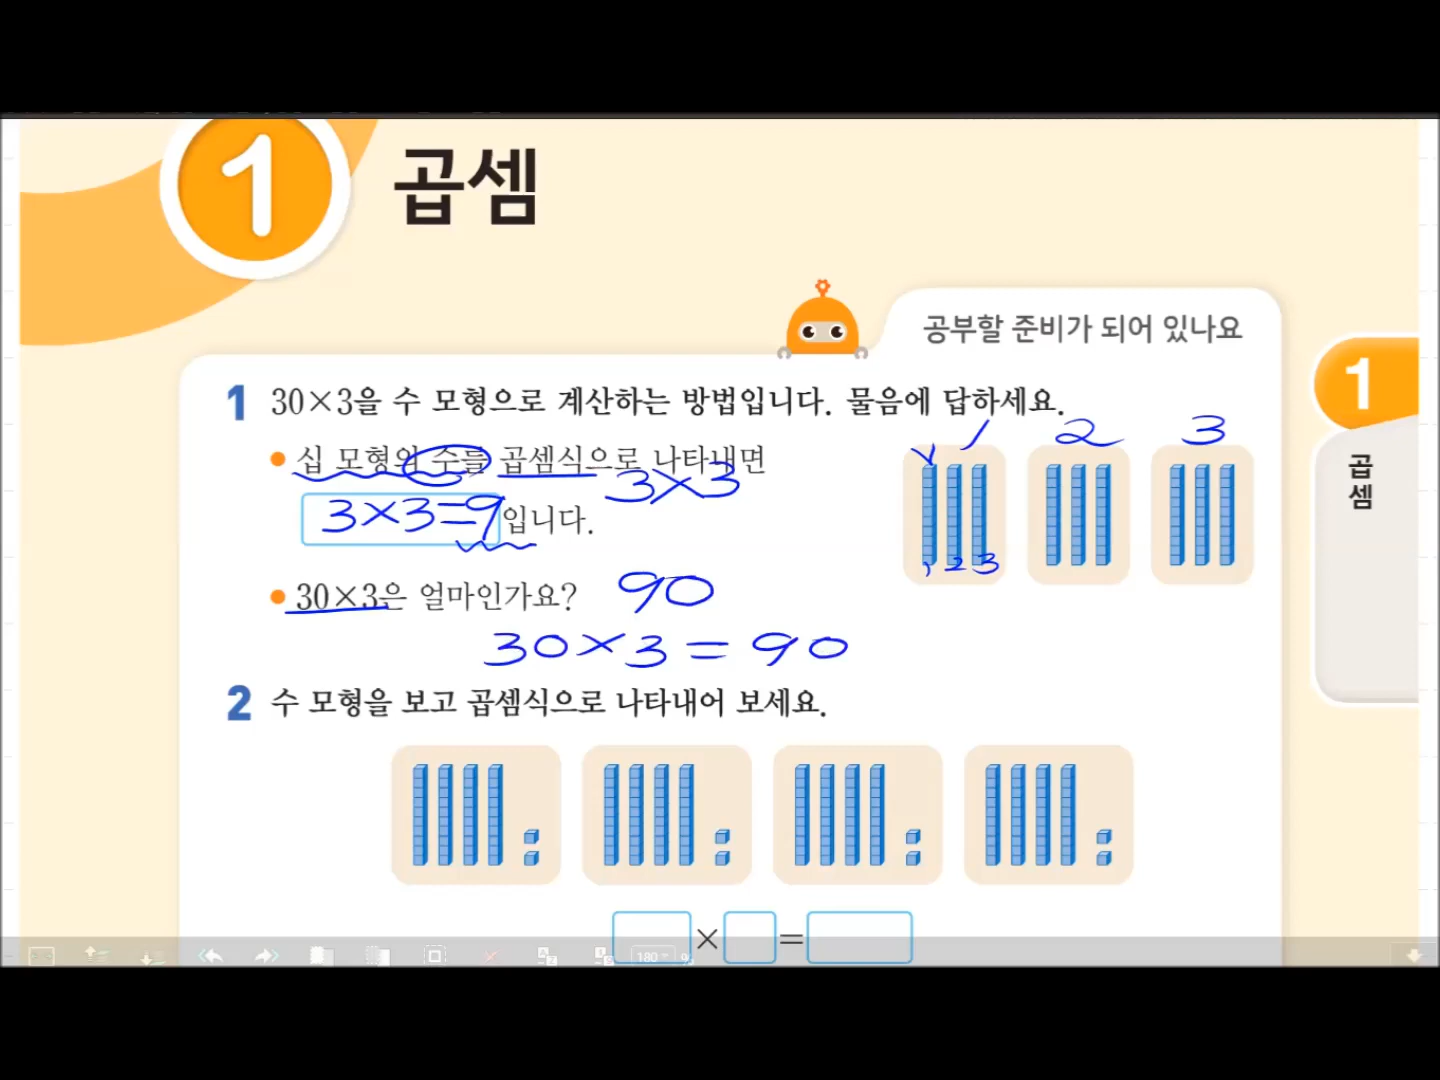 1 곱셈
공부할 준비가 되어 있나요
1
곱셈
1 30×3을 수 모형으로 계산하는 방법입니다. 물음에 답하세요.
1 2 3
십 모형의 수를 곱셈식으로 나타내면
3×3
3×3=9 입니다.
1 2 3
30×3은 얼마인가요? 90
30×3=90
2 수 모형을 보고 곱셈식으로 나타내어 보세요.
× =
180